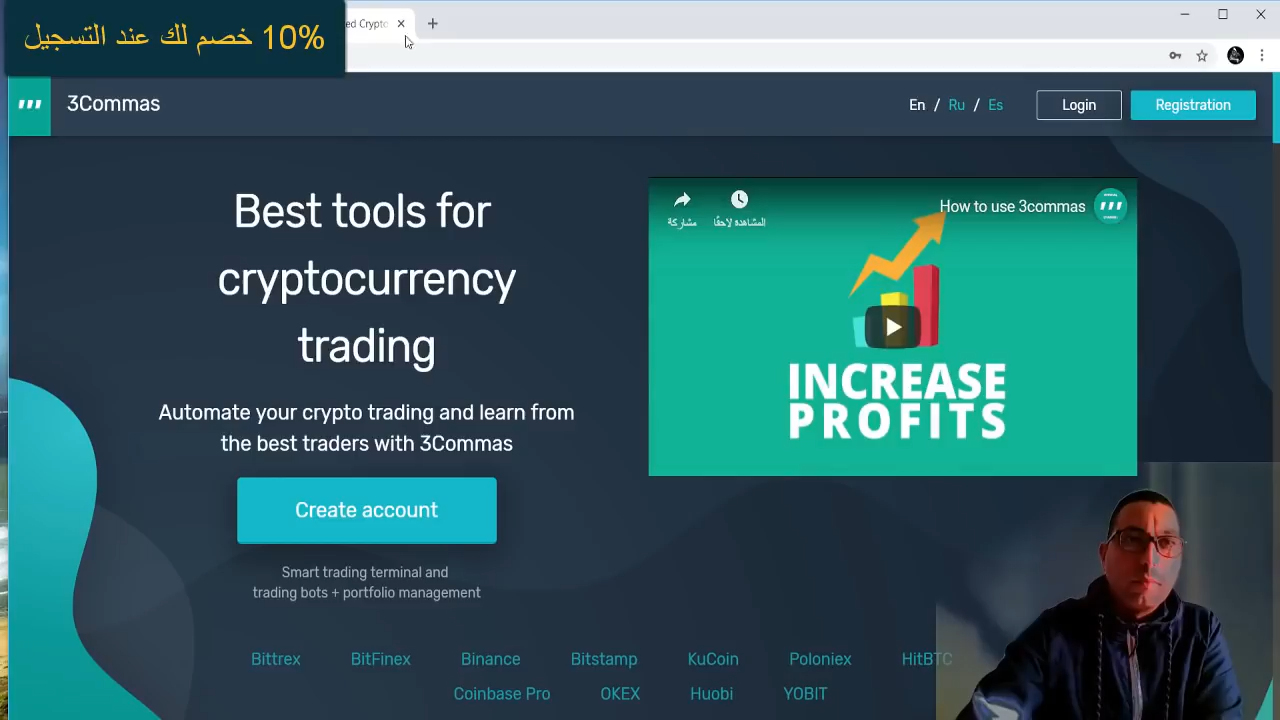 10% خصم لك عند التسجيل
ed Crypto
3Commas
En / Ru / Es
Login
Registration
Best tools for
cryptocurrency
trading
Automate your crypto trading and learn from
the best traders with 3Commas
Create account
Smart trading terminal and
trading bots + portfolio management
مشاركة
المشاهدة لاحقًا
How to use 3commas
INCREASE
PROFITS
Bittrex BitFinex Binance Bitstamp KuCoin Poloniex HitBTC
Coinbase Pro OKEX Huobi YOBIT